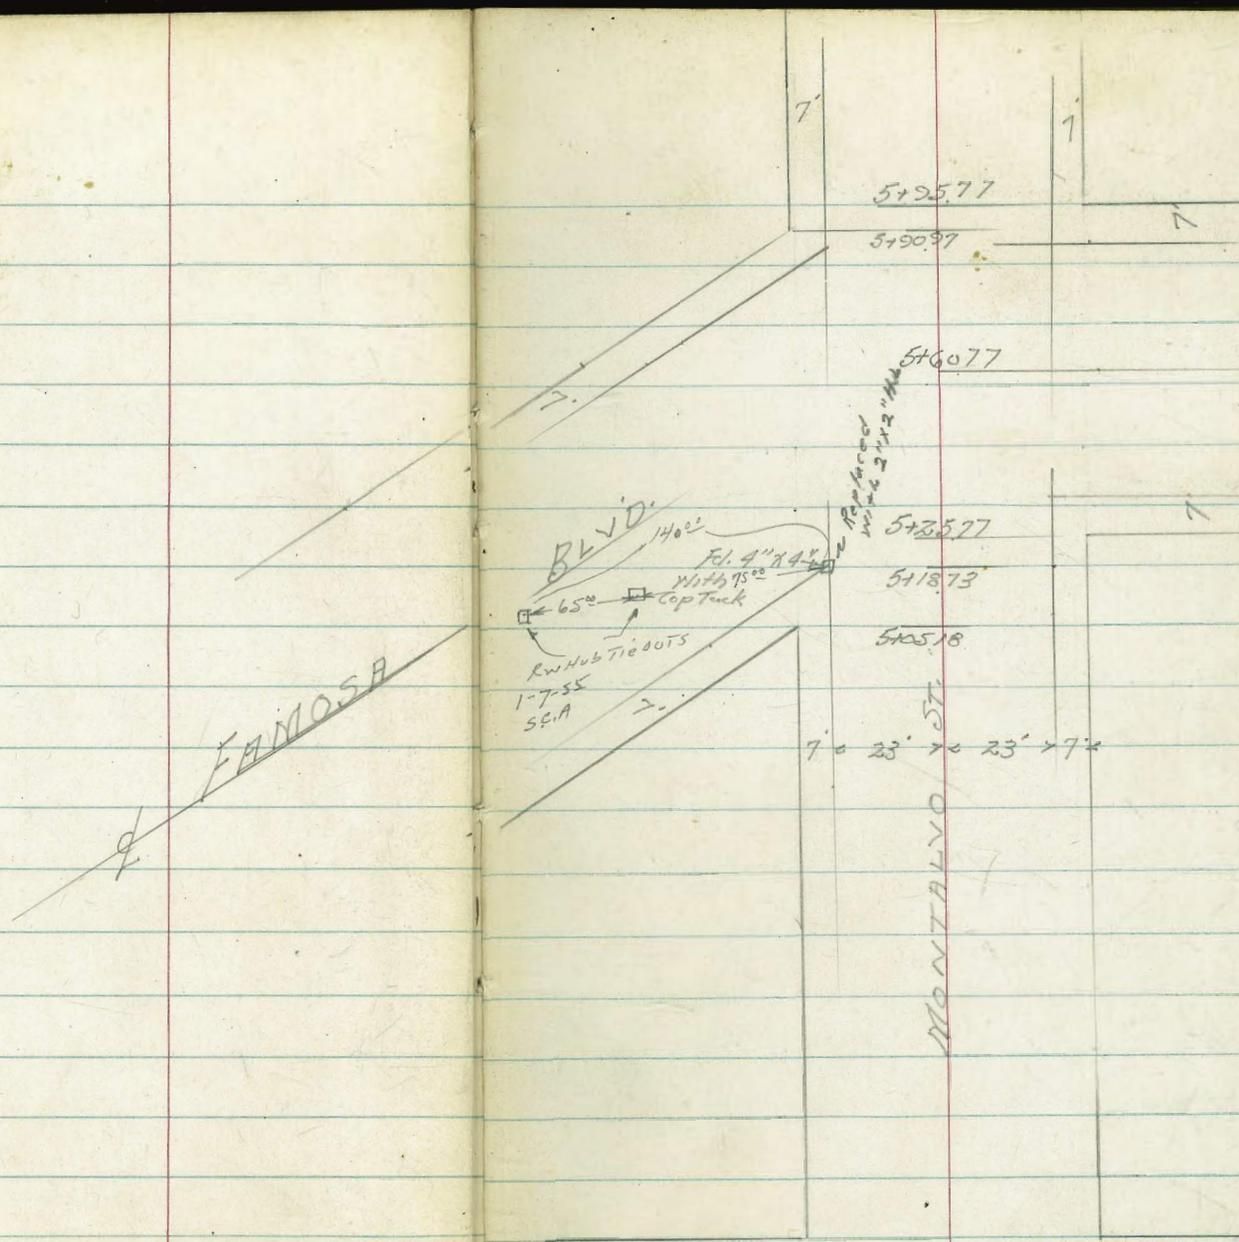 7'
7'
5+95.77
7'
5+90.97
5+60.77
7.
Replaced
with 2"x2" Hub
BLVD.
140.00'
7'
5+25.77
Fd. 4"x4"
With 75.00
Cop Tack
5+18.73
65.00
5+05.18
RW Hub Tie OUTS
1-7-55
S.C.A
7.
FAMOSA
7' 23' 23' 7'
MONTALVO ST.
℄